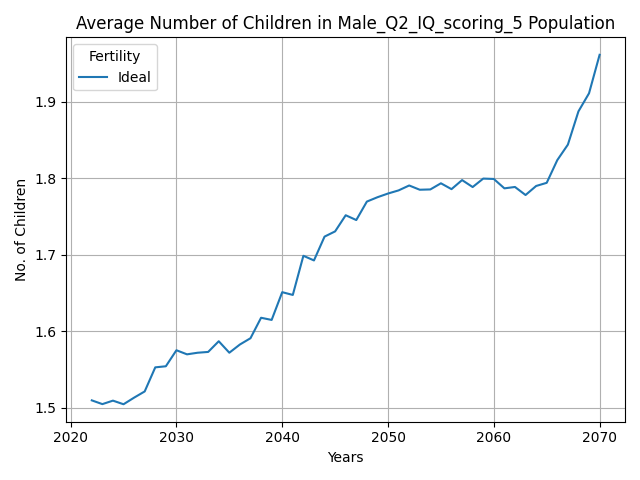 Average Number of Children in Male_Q2_IQ_scoring_5 Population
Fertility
Ideal
No. of Children
1.9
1.8
1.7
1.6
1.5
2020 2030 2040 2050 2060 2070
Years